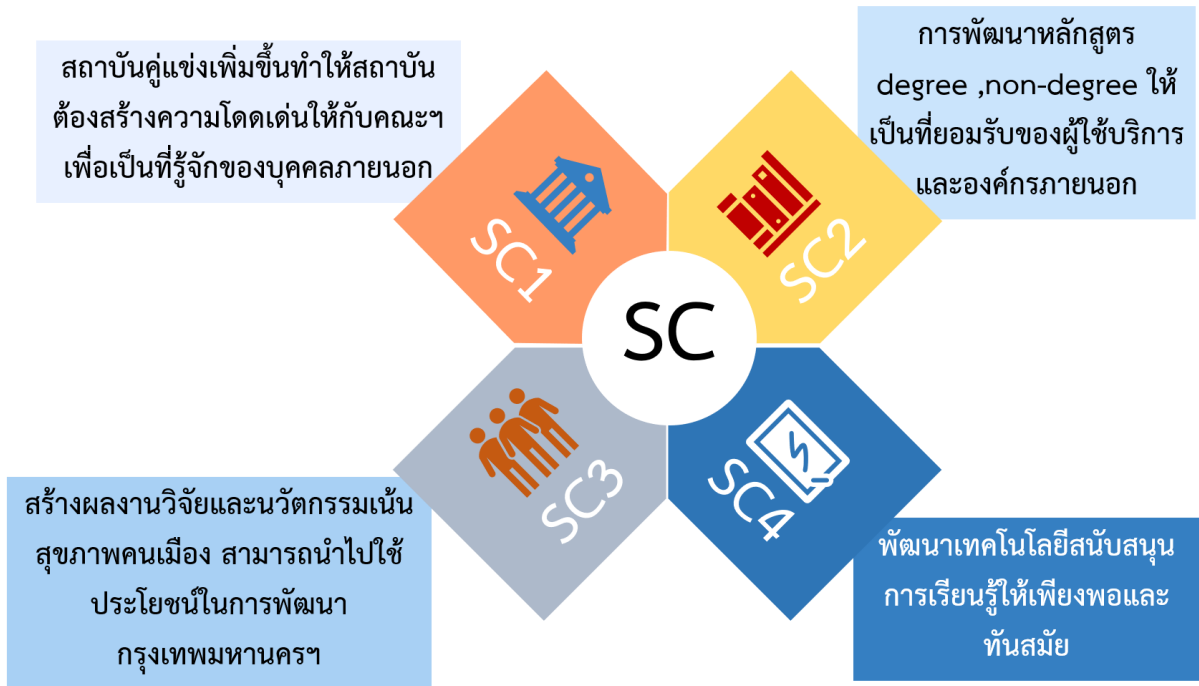 สถาบันคู่แข่งเพิ่มขึ้นทำให้สถาบัน
ต้องสร้างความโดดเด่นให้กับคณะฯ
เพื่อเป็นที่รู้จักของบุคคลภายนอก
การพัฒนาหลักสูตร
degree ,non-degree ให้
เป็นที่ยอมรับของผู้ใช้บริการ
และองค์กรภายนอก
SC1
SC2
SC
SC3
SC4
สร้างผลงานวิจัยและนวัตกรรมเน้น
สุขภาพคนเมือง สามารถนำไปใช้
ประโยชน์ในการพัฒนา
กรุงเทพมหานครฯ
พัฒนาเทคโนโลยีสนับสนุน
การเรียนรู้ให้เพียงพอและ
ทันสมัย